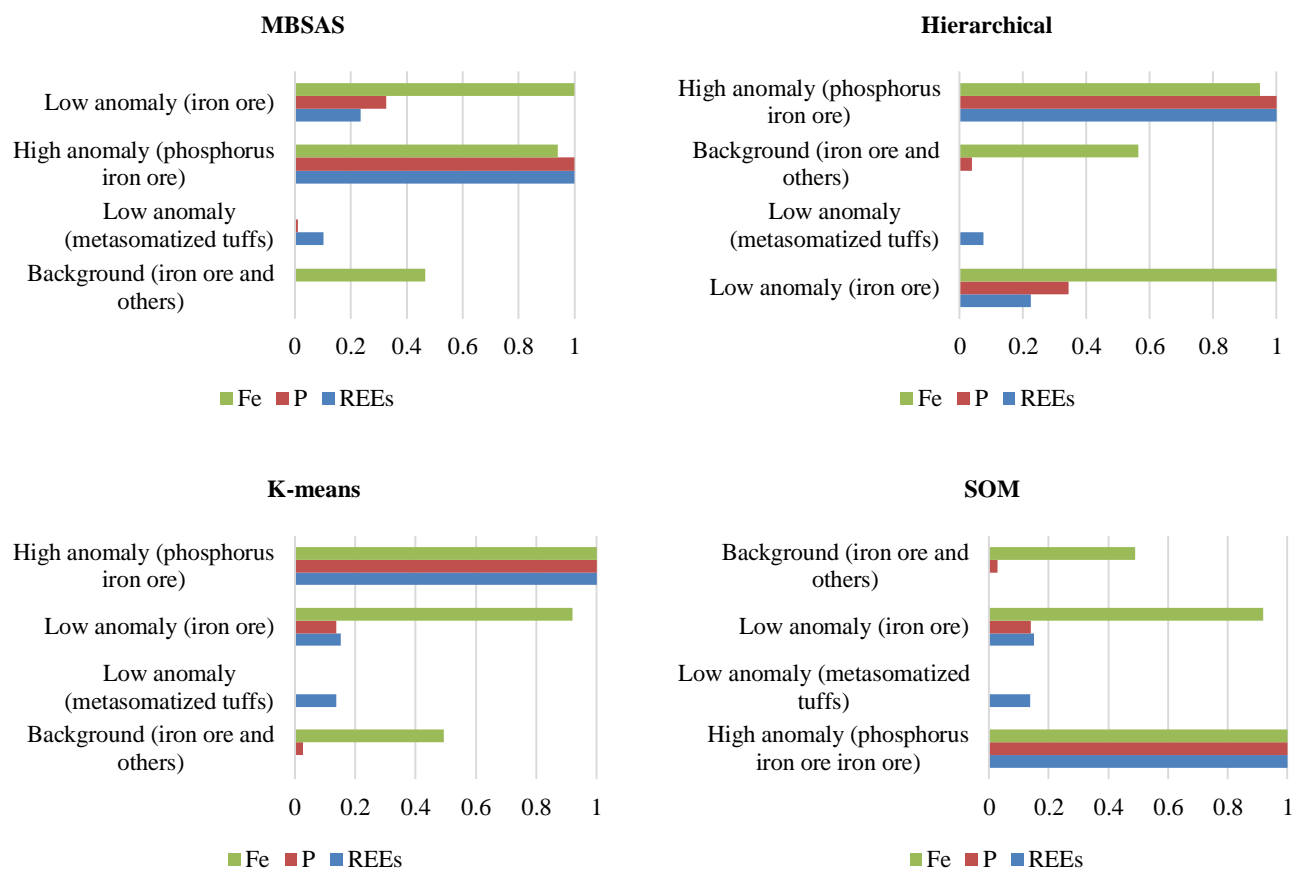 MBSAS
Low anomaly (iron ore)
High anomaly (phosphorus
iron ore)
Low anomaly
(metasomatized tuffs)
Background (iron ore and
others)
0 0.2 0.4 0.6 0.8 1
Fe P REEs
Hierarchical
High anomaly (phosphorus
iron ore)
Background (iron ore and
others)
Low anomaly
(metasomatized tuffs)
Low anomaly (iron ore)
0 0.2 0.4 0.6 0.8 1
Fe P REEs
K-means
High anomaly (phosphorus
iron ore)
Low anomaly (iron ore)
Low anomaly
(metasomatized tuffs)
Background (iron ore and
others)
0 0.2 0.4 0.6 0.8 1
Fe P REEs
SOM
Background (iron ore and
others)
Low anomaly (iron ore)
Low anomaly (metasomatized
tuffs)
High anomaly (phosphorus
iron ore iron ore)
0 0.2 0.4 0.6 0.8 1
Fe P REEs